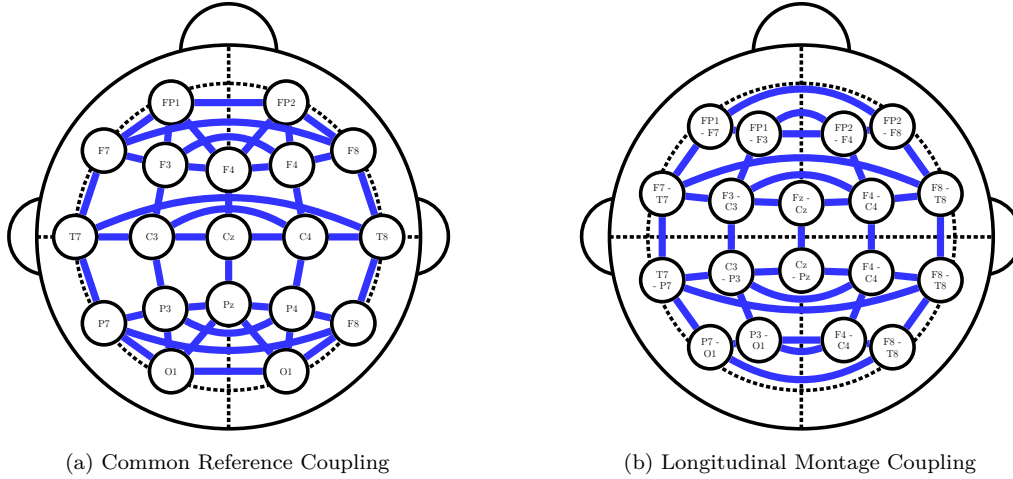 FP1
FP2
F7
F3
F4
F4
F8
T7
C3
Cz
C4
T8
P7
P3
Pz
P4
F8
O1
O1
(a) Common Reference Coupling
FP1
- F7
FP1
- F3
FP2
- F4
FP2
- F8
F7 -
T7
F3 -
C3
Fz -
Cz
F4 -
C4
F8 -
T8
T7
- P7
C3
- P3
Cz
- Pz
F4 -
C4
F8 -
T8
P7 -
O1
P3 -
O1
F4 -
C4
F8 -
T8
(b) Longitudinal Montage Coupling